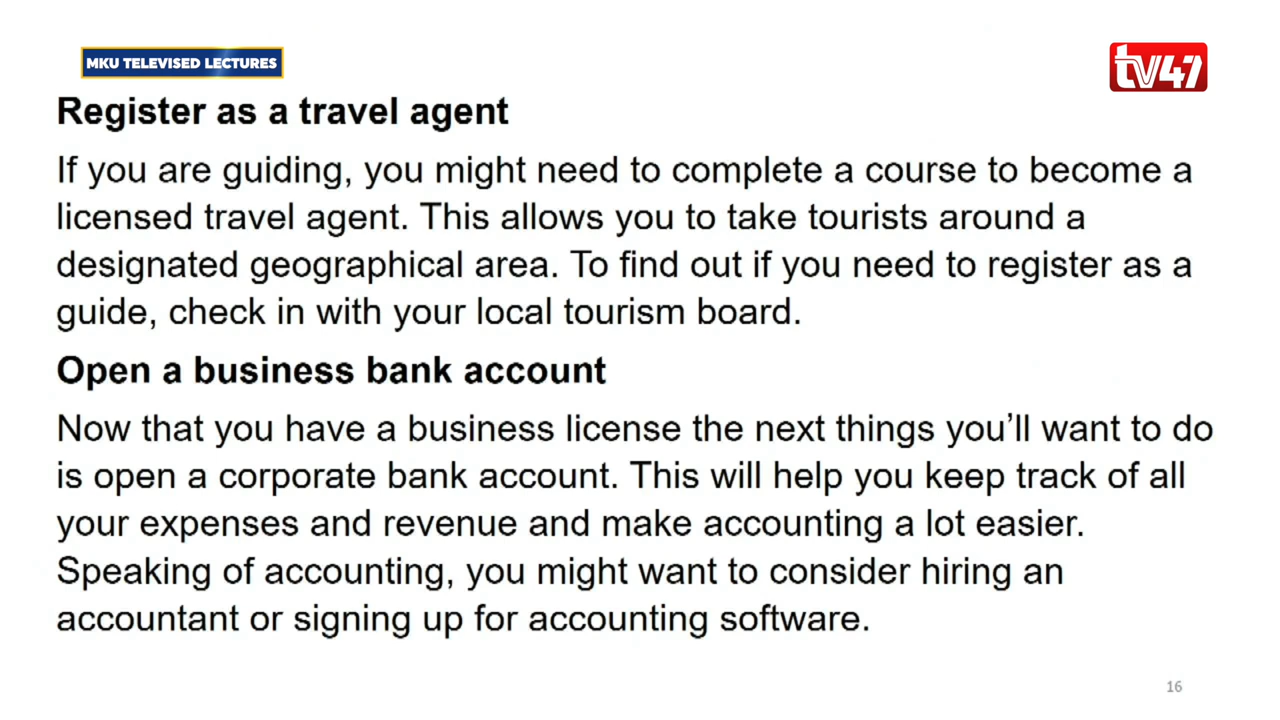 MKU TELEVISED LECTURES
tv47
Register as a travel agent
If you are guiding, you might need to complete a course to become a
licensed travel agent. This allows you to take tourists around a
designated geographical area. To find out if you need to register as a
guide, check in with your local tourism board.
Open a business bank account
Now that you have a business license the next things you’ll want to do
is open a corporate bank account. This will help you keep track of all
your expenses and revenue and make accounting a lot easier.
Speaking of accounting, you might want to consider hiring an
accountant or signing up for accounting software.
16